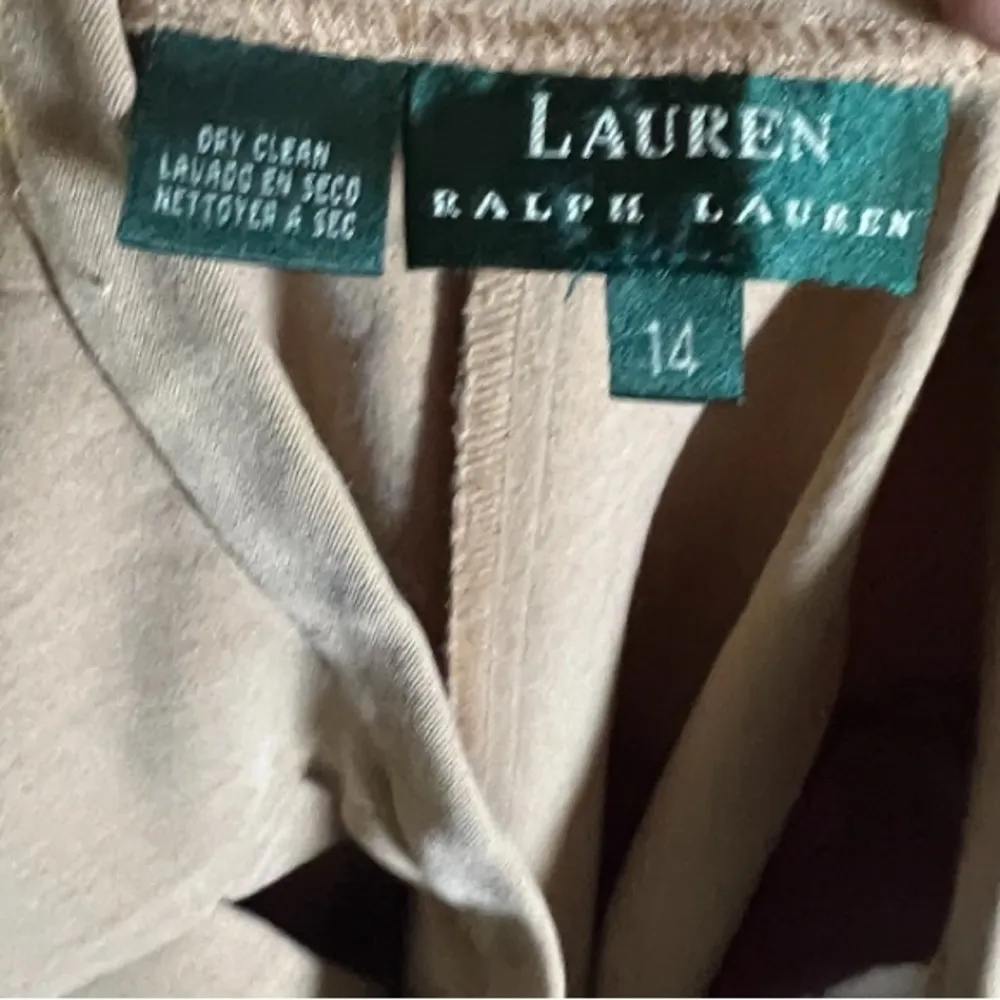 DRY CLEAN
LAVADO EN SECO
NETTOYER A SEC
LAUREN
RALPH LAUREN
14